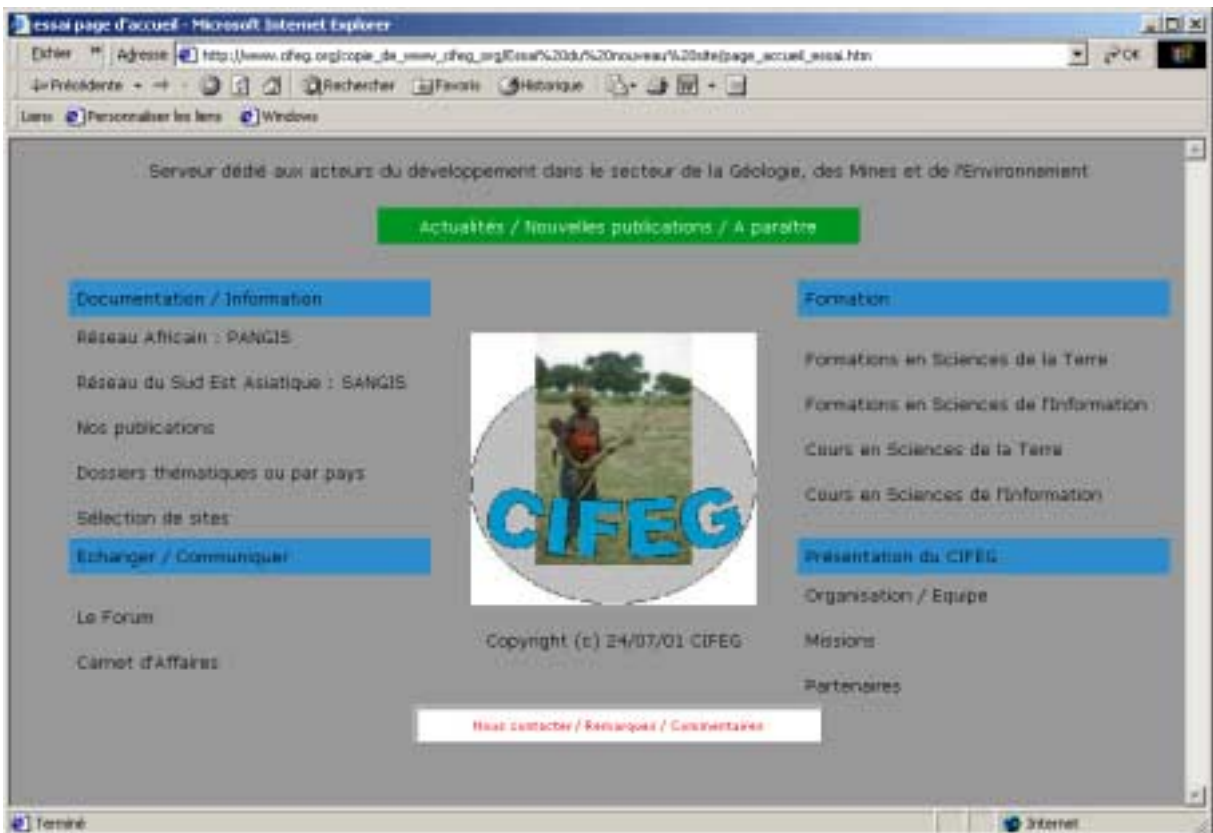 essai page d'accueil - Microsoft Internet Explorer
Fichier Adresse http://www.cifeg.org/copie_de_www_cifeg_org/Essai%20du%20nouveau%20site/page_accueil_essai.htm OK
Précédente Rechercher Favoris Historique
Liens Personnaliser les liens Windows
Serveur dédié aux acteurs du développement dans le secteur de la Géologie, des Mines et de l'Environnement
Actualités / Nouvelles publications / A paraître
Documentation / Information
Réseau Africain : PANGIS
Réseau du Sud Est Asiatique : SANGIS
Nos publications
Dossiers thématiques ou par pays
Sélection de sites
Echanger / Communiquer
Le Forum
Carnet d'Affaires
CIFEG
Copyright (c) 24/07/01 CIFEG
Formation
Formations en Sciences de la Terre
Formations en Sciences de l'Information
Cours en Sciences de la Terre
Cours en Sciences de l'Information
Présentation du CIFEG
Organisation / Equipe
Missions
Partenaires
Nous contacter / Remarques / Commentaires
Terminé Internet